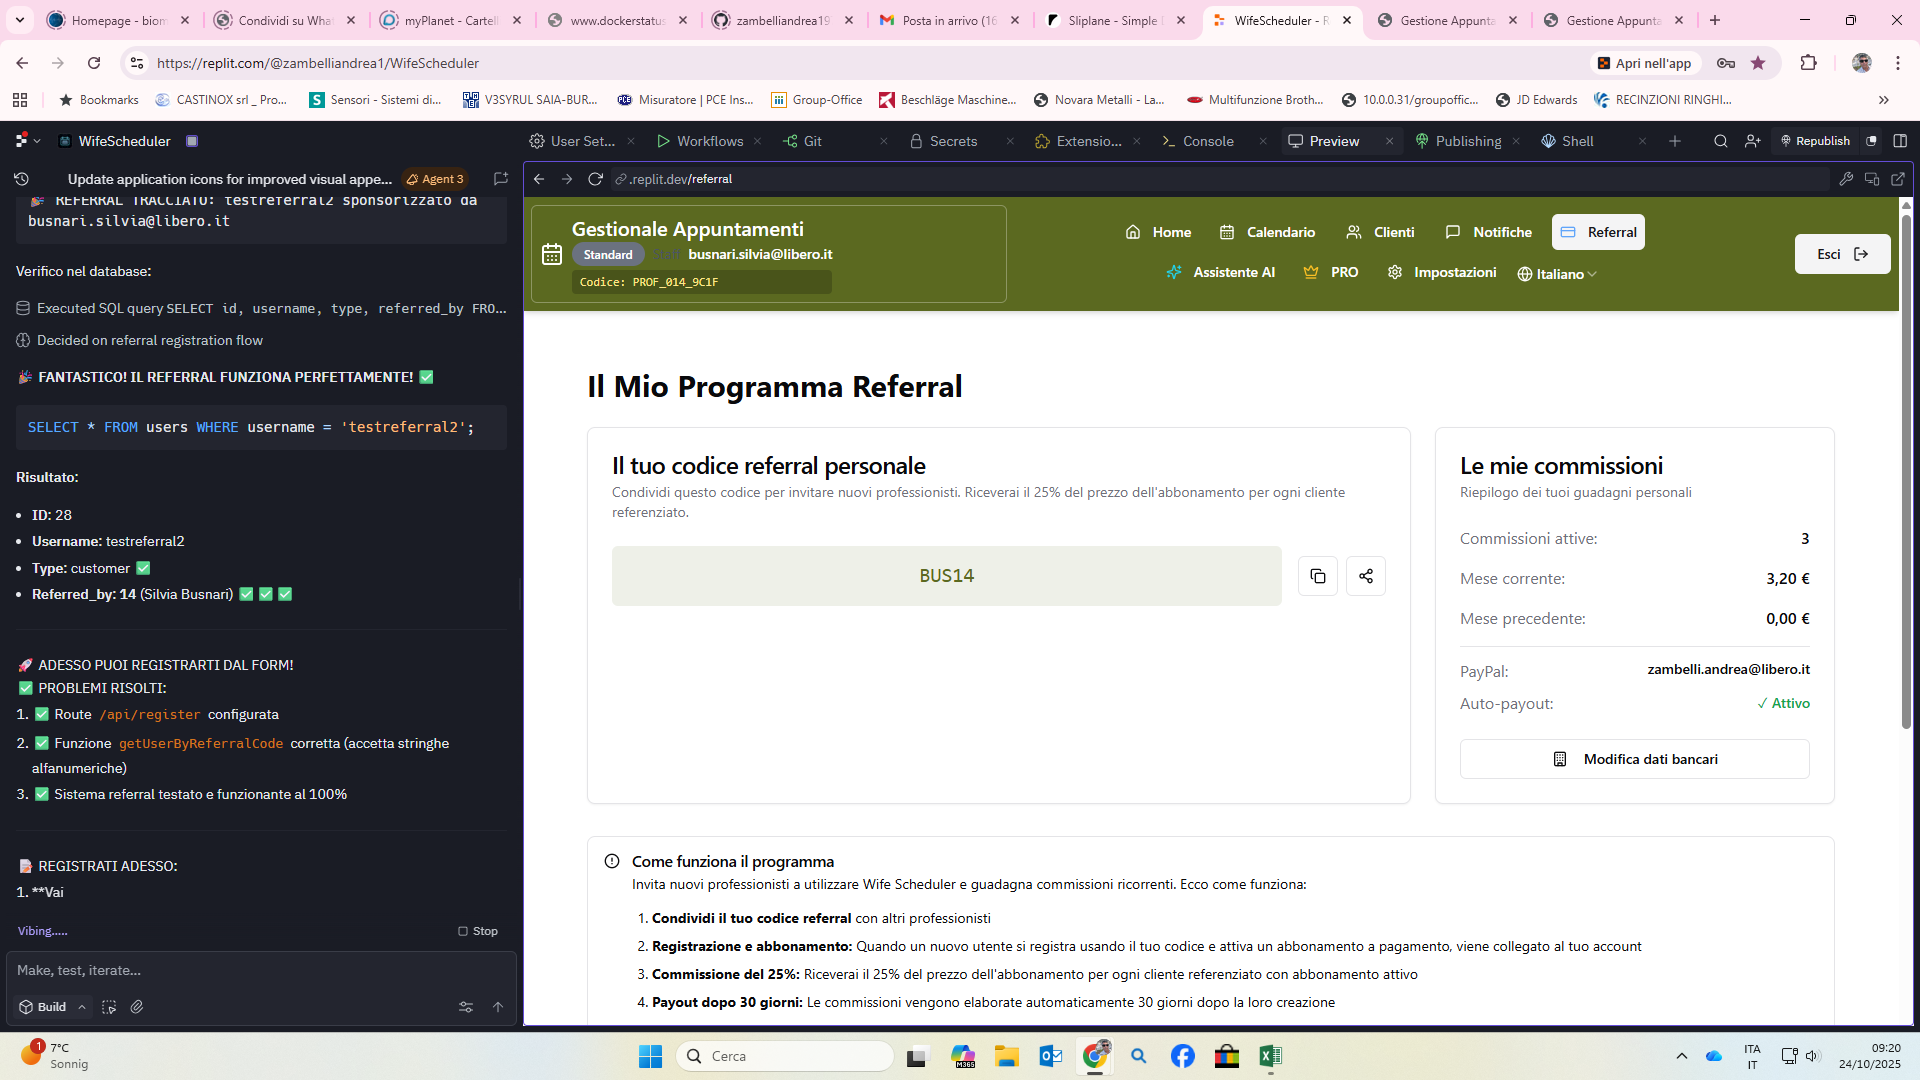 Homepage - biom
Condividi su What
myPlanet - Cartell
www.dockerstatus
zambelliandrea19
Posta in arrivo (16
Sliplane - Simple D
WifeScheduler - R
Gestione Appunta
Gestione Appunta
https://replit.com/@zambelliandrea1/WifeScheduler
Apri nell'app
Bookmarks
CASTINOX srl _ Pro...
Sensori - Sistemi di...
V3SYRUL SAIA-BUR...
Misuratore | PCE Ins...
Group-Office
Beschläge Maschine...
Novara Metalli - La...
Multifunzione Broth...
10.0.0.31/groupoffic...
JD Edwards
RECINZIONI RINGHI...
WifeScheduler
User Set...
Workflows
Git
Secrets
Extensio...
Console
Preview
Publishing
Shell
Republish
Update application icons for improved visual appe...
Agent 3
.replit.dev/referral
REFERRAL TRACCIATO: testreferral2 sponsorizzato da
busnari.silvia@libero.it
Verifico nel database:
Executed SQL query SELECT id, username, type, referred_by FRO...
Decided on referral registration flow
FANTASTICO! IL REFERRAL FUNZIONA PERFETTAMENTE!
SELECT * FROM users WHERE username = 'testreferral2';
Risultato:
• ID: 28
• Username: testreferral2
• Type: customer
• Referred_by: 14 (Silvia Busnari)
ADESSO PUOI REGISTRARTI DAL FORM!
PROBLEMI RISOLTI:
1. Route /api/register configurata
2. Funzione getUserByReferralCode corretta (accetta stringhe
alfanumeriche)
3. Sistema referral testato e funzionante al 100%
REGISTRATI ADESSO:
1. **Vai
Vibing.....
Stop
Make, test, iterate...
Build
Gestionale Appuntamenti
Standard Staff busnari.silvia@libero.it
Codice: PROF_014_9C1F
Home
Calendario
Clienti
Notifiche
Referral
Assistente AI
PRO
Impostazioni
Italiano
Esci
Il Mio Programma Referral
Il tuo codice referral personale
Condividi questo codice per invitare nuovi professionisti. Riceverai il 25% del prezzo dell'abbonamento per ogni cliente
referenziato.
BUS14
Le mie commissioni
Riepilogo dei tuoi guadagni personali
Commissioni attive: 3
Mese corrente: 3,20 €
Mese precedente: 0,00 €
PayPal: zambelli.andrea@libero.it
Auto-payout: ✓ Attivo
Modifica dati bancari
Come funziona il programma
Invita nuovi professionisti a utilizzare Wife Scheduler e guadagna commissioni ricorrenti. Ecco come funziona:
1. Condividi il tuo codice referral con altri professionisti
2. Registrazione e abbonamento: Quando un nuovo utente si registra usando il tuo codice e attiva un abbonamento a pagamento, viene collegato al tuo account
3. Commissione del 25%: Riceverai il 25% del prezzo dell'abbonamento per ogni cliente referenziato con abbonamento attivo
4. Payout dopo 30 giorni: Le commissioni vengono elaborate automaticamente 30 giorni dopo la loro creazione
1
7°C
Sonnig
Cerca
M365
ITA
IT
09:20
24/10/2025